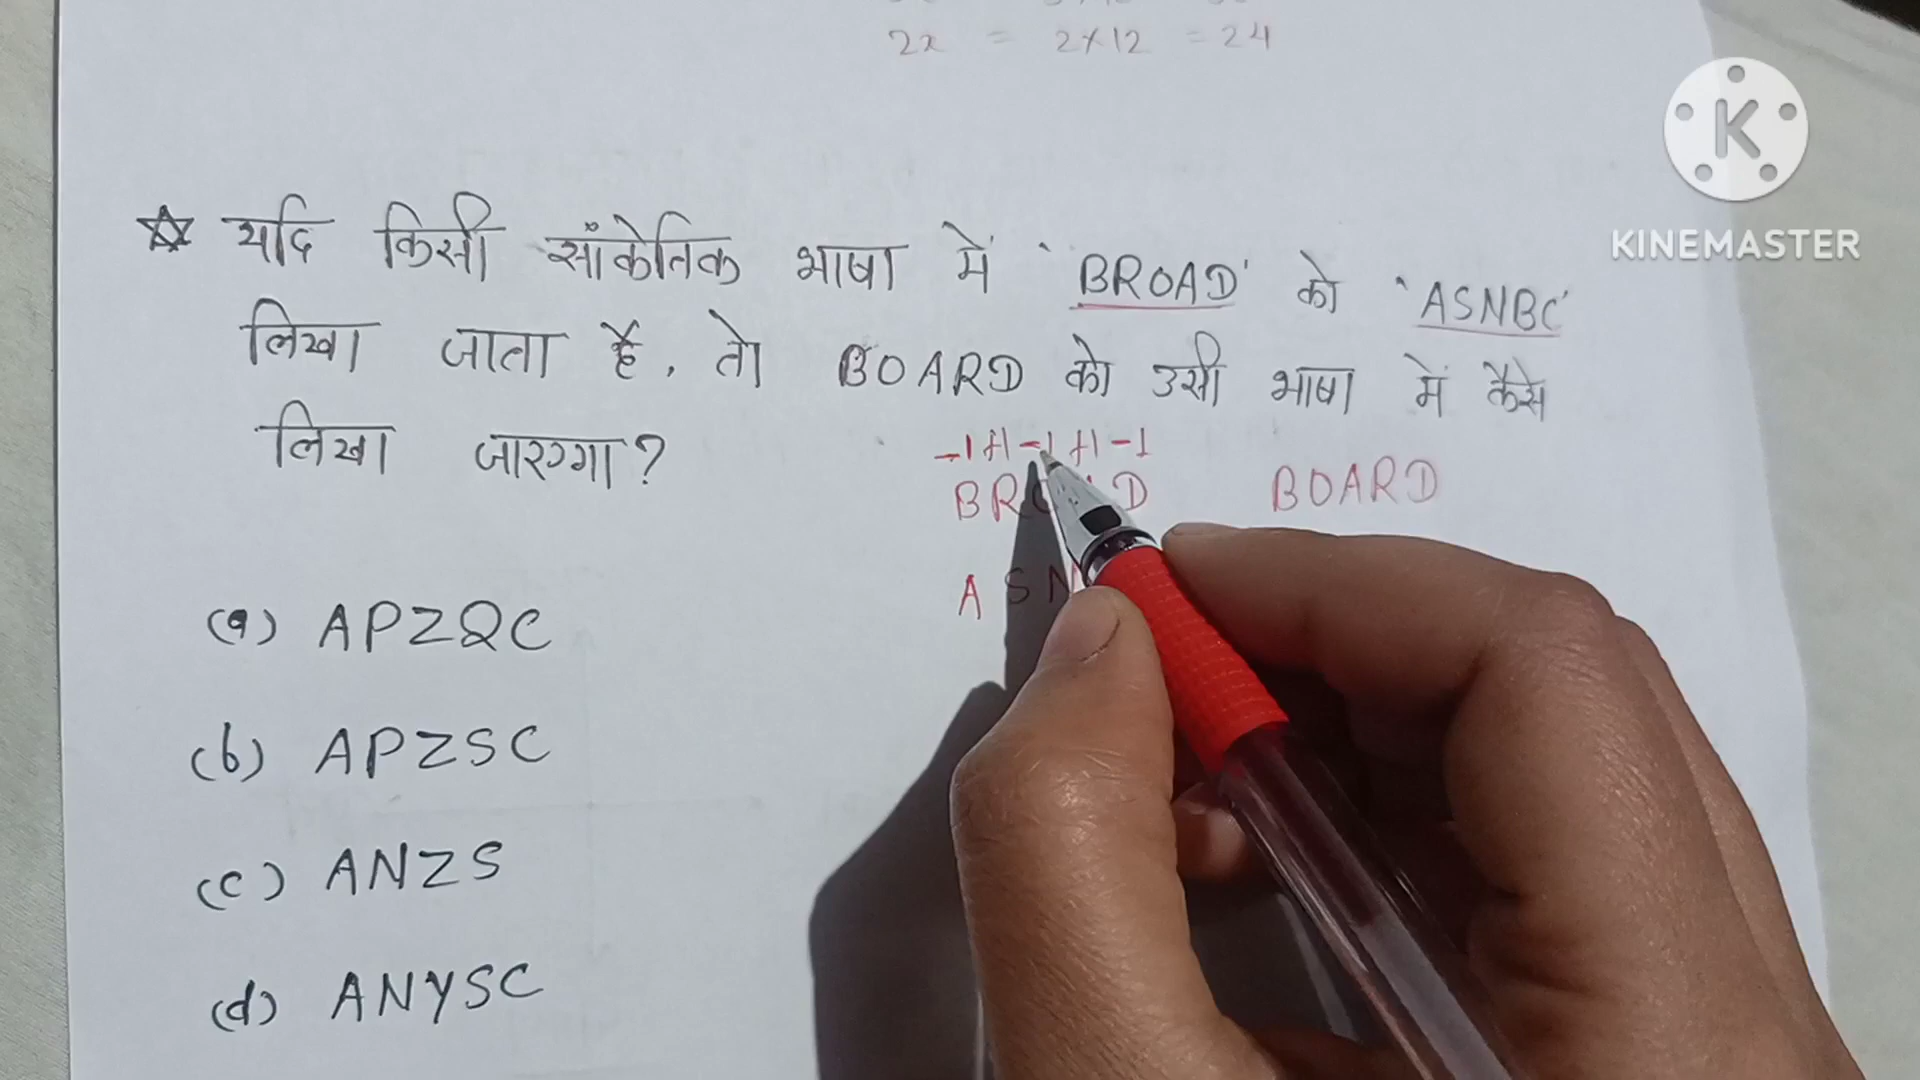 2x = 2×12 = 24
KINEMASTER
☆ यदि किसी सांकेतिक भाषा में 'BROAD' को 'ASNBC'
लिखा जाता है, तो BOARD को उसी भाषा में कैसे
लिखा जाएगा?
-1 +1 -1 +1 -1
BROAD BOARD
A S N
(a) APZQC
(b) APZSC
(c) ANZS
(d) ANYSC